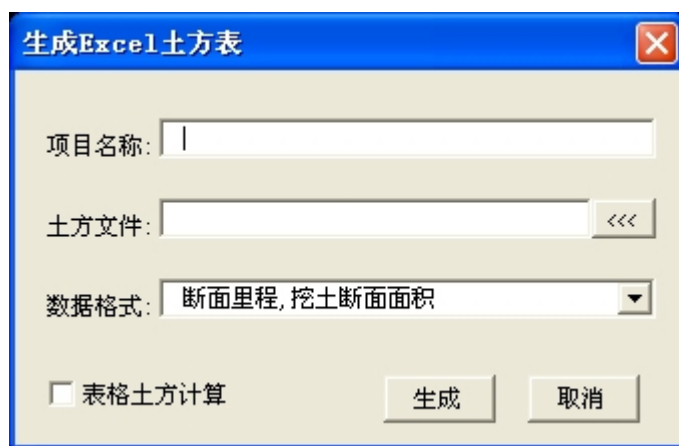 生成Excel土方表
项目名称:
土方文件: <<<
数据格式: 断面里程,挖土断面面积
表格土方计算 生成 取消